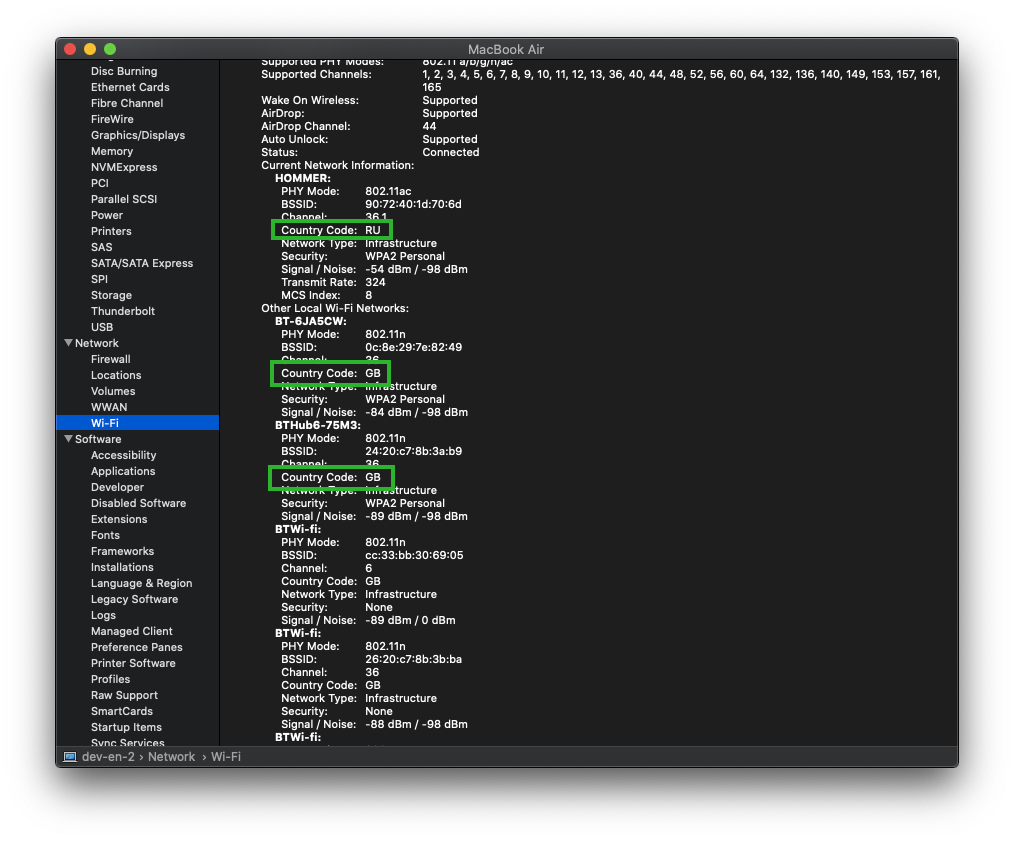 MacBook Air
Disc Burning
Ethernet Cards
Fibre Channel
FireWire
Graphics/Displays
Memory
NVMExpress
PCI
Parallel SCSI
Power
Printers
SAS
SATA/SATA Express
SPI
Storage
Thunderbolt
USB
Network
Firewall
Locations
Volumes
WWAN
Wi-Fi
Software
Accessibility
Applications
Developer
Disabled Software
Extensions
Fonts
Frameworks
Installations
Language & Region
Legacy Software
Logs
Managed Client
Preference Panes
Printer Software
Profiles
Raw Support
SmartCards
Startup Items
Sync Services
Supported PHY Modes: 802.11 a/b/g/n/ac
Supported Channels: 1, 2, 3, 4, 5, 6, 7, 8, 9, 10, 11, 12, 13, 36, 40, 44, 48, 52, 56, 60, 64, 132, 136, 140, 149, 153, 157, 161,
165
Wake On Wireless: Supported
AirDrop: Supported
AirDrop Channel: 44
Auto Unlock: Supported
Status: Connected
Current Network Information:
HOMMER:
PHY Mode: 802.11ac
BSSID: 90:72:40:1d:70:6d
Channel: 36,1
Country Code: RU
Network Type: Infrastructure
Security: WPA2 Personal
Signal / Noise: -54 dBm / -98 dBm
Transmit Rate: 324
MCS Index: 8
Other Local Wi-Fi Networks:
BT-6JA5CW:
PHY Mode: 802.11n
BSSID: 0c:8e:29:7e:82:49
Channel: 36
Country Code: GB
Network Type: Infrastructure
Security: WPA2 Personal
Signal / Noise: -84 dBm / -98 dBm
BTHub6-75M3:
PHY Mode: 802.11n
BSSID: 24:20:c7:8b:3a:b9
Channel: 36
Country Code: GB
Network Type: Infrastructure
Security: WPA2 Personal
Signal / Noise: -89 dBm / -98 dBm
BTWi-fi:
PHY Mode: 802.11n
BSSID: cc:33:bb:30:69:05
Channel: 6
Country Code: GB
Network Type: Infrastructure
Security: None
Signal / Noise: -89 dBm / 0 dBm
BTWi-fi:
PHY Mode: 802.11n
BSSID: 26:20:c7:8b:3b:ba
Channel: 36
Country Code: GB
Network Type: Infrastructure
Security: None
Signal / Noise: -88 dBm / -98 dBm
BTWi-fi:
dev-en-2 › Network › Wi-Fi